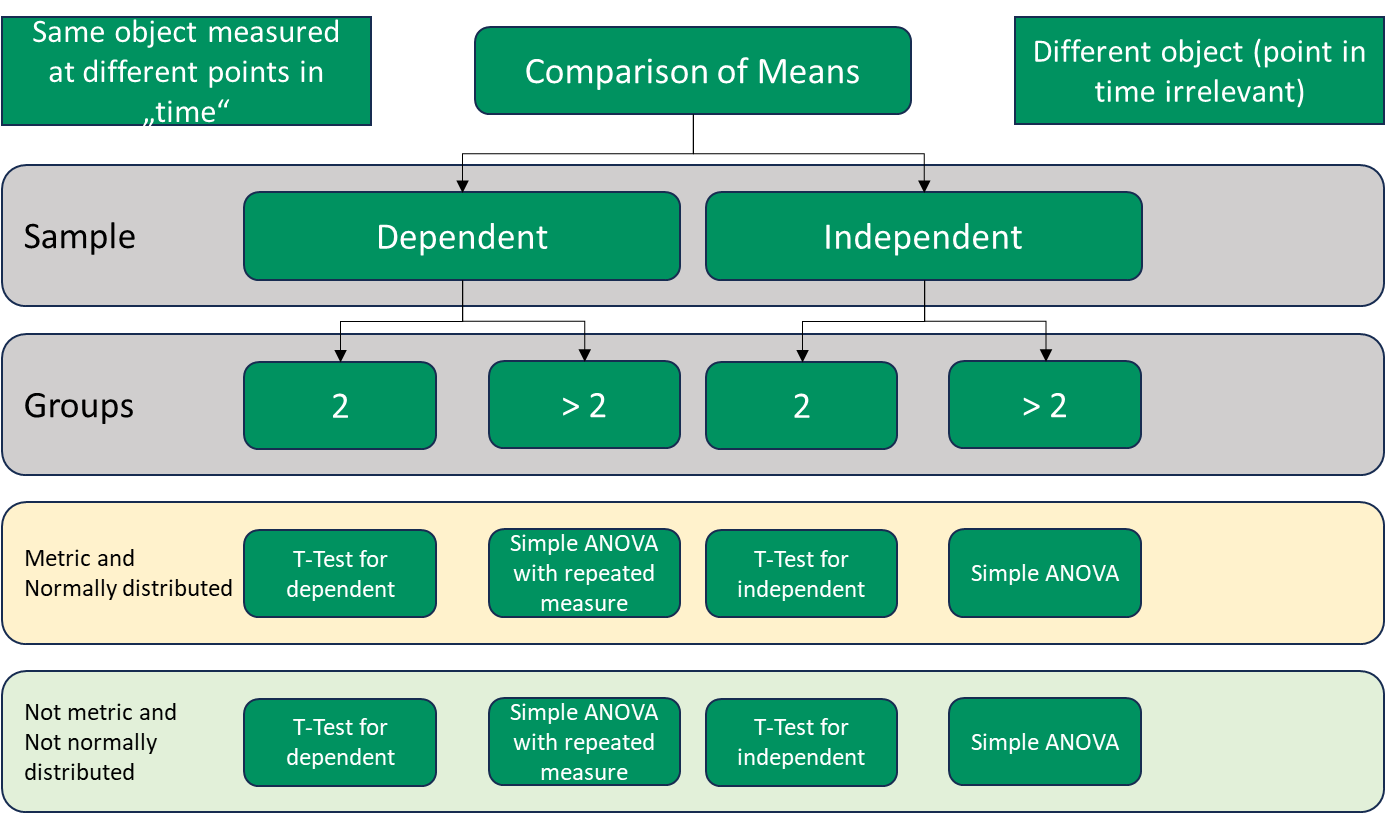 Same object measured
at different points in
„time“
Comparison of Means
Different object (point in
time irrelevant)
Sample
Dependent
Independent
Groups
2
> 2
2
> 2
Metric and
Normally distributed
T-Test for
dependent
Simple ANOVA
with repeated
measure
T-Test for
independent
Simple ANOVA
Not metric and
Not normally
distributed
T-Test for
dependent
Simple ANOVA
with repeated
measure
T-Test for
independent
Simple ANOVA